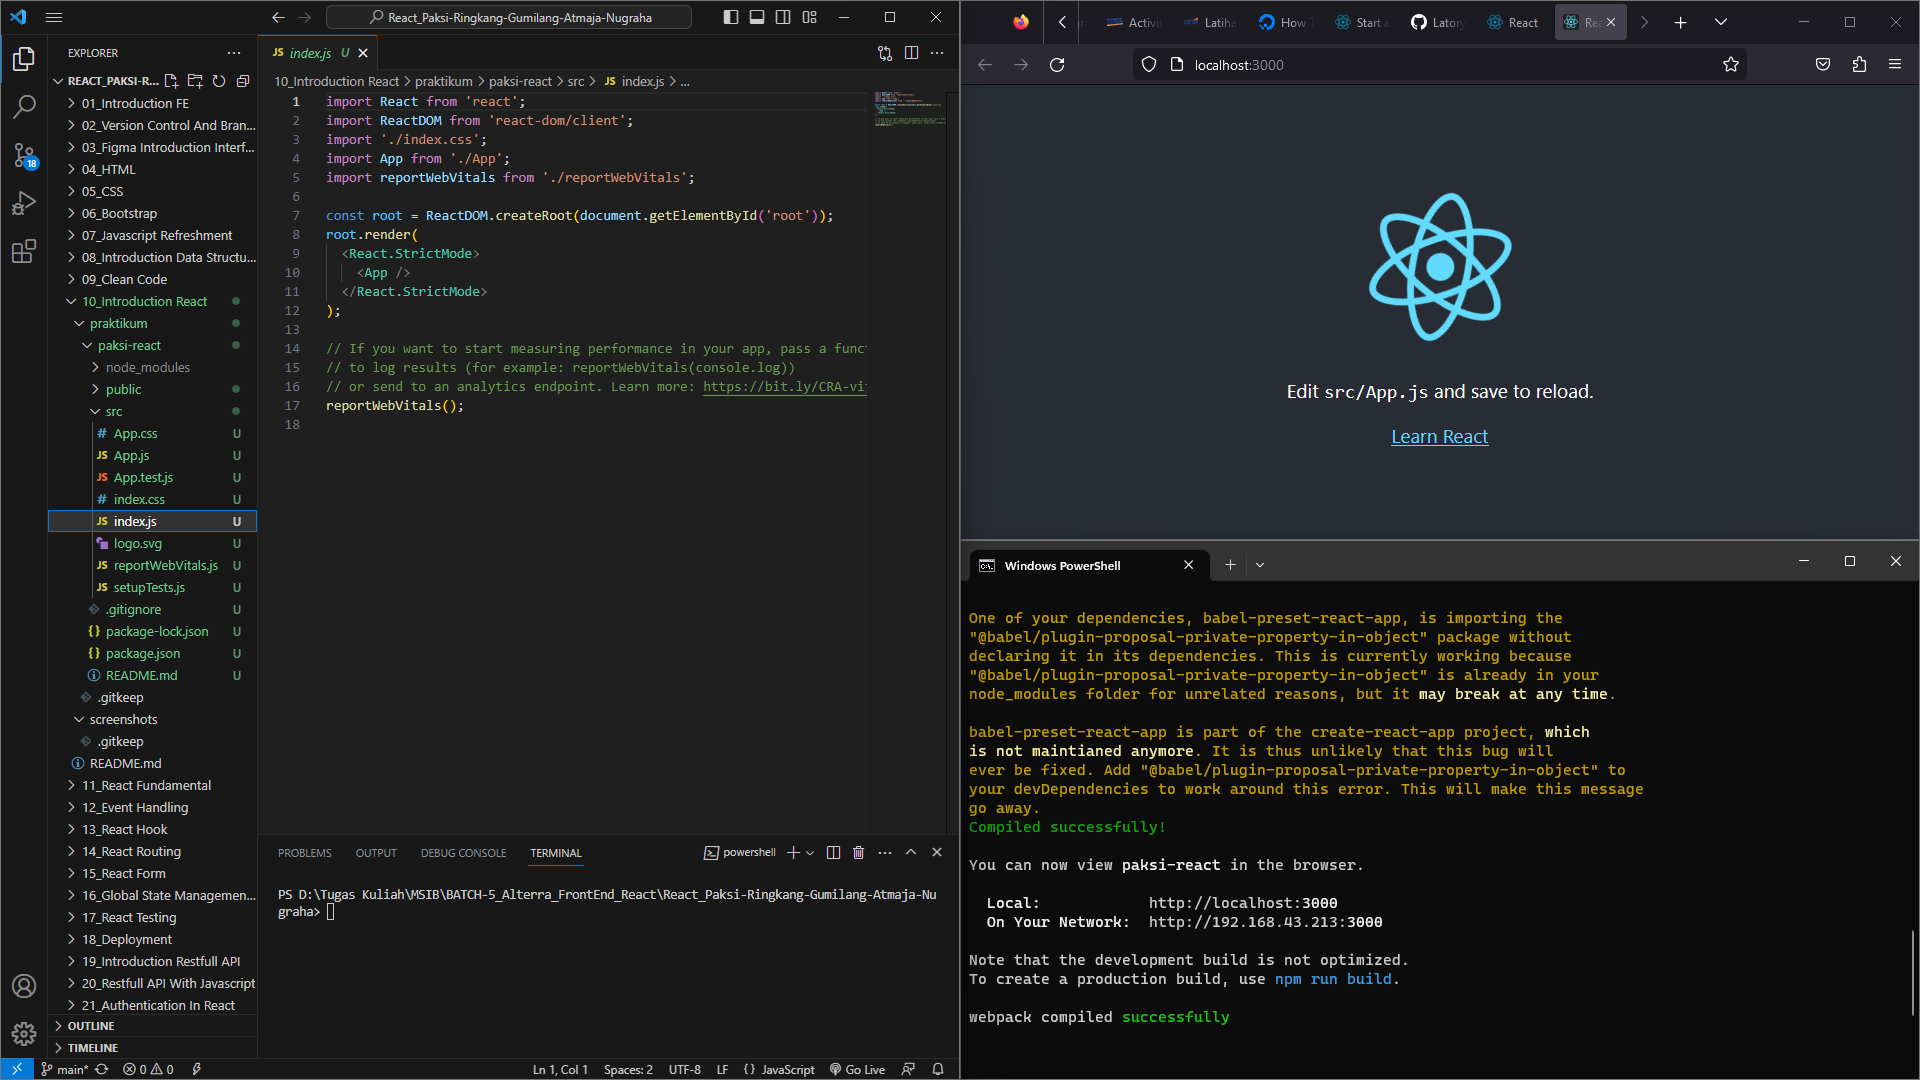 React_Paksi-Ringkang-Gumilang-Atmaja-Nugraha
EXPLORER
REACT_PAKSI-R...
01_Introduction FE
02_Version Control And Bran...
03_Figma Introduction Interf...
04_HTML
05_CSS
06_Bootstrap
07_Javascript Refreshment
08_Introduction Data Structu...
09_Clean Code
10_Introduction React
praktikum
paksi-react
node_modules
public
src
# App.css U
JS App.js U
JS App.test.js U
# index.css U
JS index.js U
logo.svg U
JS reportWebVitals.js U
JS setupTests.js U
.gitignore U
{} package-lock.json U
{} package.json U
README.md U
.gitkeep
screenshots
.gitkeep
README.md
11_React Fundamental
12_Event Handling
13_React Hook
14_React Routing
15_React Form
16_Global State Managemen...
17_React Testing
18_Deployment
19_Introduction Restfull API
20_Restfull API With Javascript
21_Authentication In React
OUTLINE
TIMELINE
18
JS index.js U
10_Introduction React > praktikum > paksi-react > src > JS index.js > ...
1 import React from 'react';
2 import ReactDOM from 'react-dom/client';
3 import './index.css';
4 import App from './App';
5 import reportWebVitals from './reportWebVitals';
6
7 const root = ReactDOM.createRoot(document.getElementById('root'));
8 root.render(
9 <React.StrictMode>
10 <App />
11 </React.StrictMode>
12 );
13
14 // If you want to start measuring performance in your app, pass a funct
15 // to log results (for example: reportWebVitals(console.log))
16 // or send to an analytics endpoint. Learn more: https://bit.ly/CRA-vit
17 reportWebVitals();
18
PROBLEMS OUTPUT DEBUG CONSOLE TERMINAL powershell
PS D:\Tugas Kuliah\MSIB\BATCH-5_Alterra_FrontEnd_React\React_Paksi-Ringkang-Gumilang-Atmaja-Nu
graha>
main* 0 0 Ln 1, Col 1 Spaces: 2 UTF-8 LF {} JavaScript Go Live
Activi Latiha How Start a Latory React Rea
localhost:3000
Edit src/App.js and save to reload.
Learn React
Windows PowerShell
One of your dependencies, babel-preset-react-app, is importing the
"@babel/plugin-proposal-private-property-in-object" package without
declaring it in its dependencies. This is currently working because
"@babel/plugin-proposal-private-property-in-object" is already in your
node_modules folder for unrelated reasons, but it may break at any time.
babel-preset-react-app is part of the create-react-app project, which
is not maintianed anymore. It is thus unlikely that this bug will
ever be fixed. Add "@babel/plugin-proposal-private-property-in-object" to
your devDependencies to work around this error. This will make this message
go away.
Compiled successfully!
You can now view paksi-react in the browser.
Local: http://localhost:3000
On Your Network: http://192.168.43.213:3000
Note that the development build is not optimized.
To create a production build, use npm run build.
webpack compiled successfully